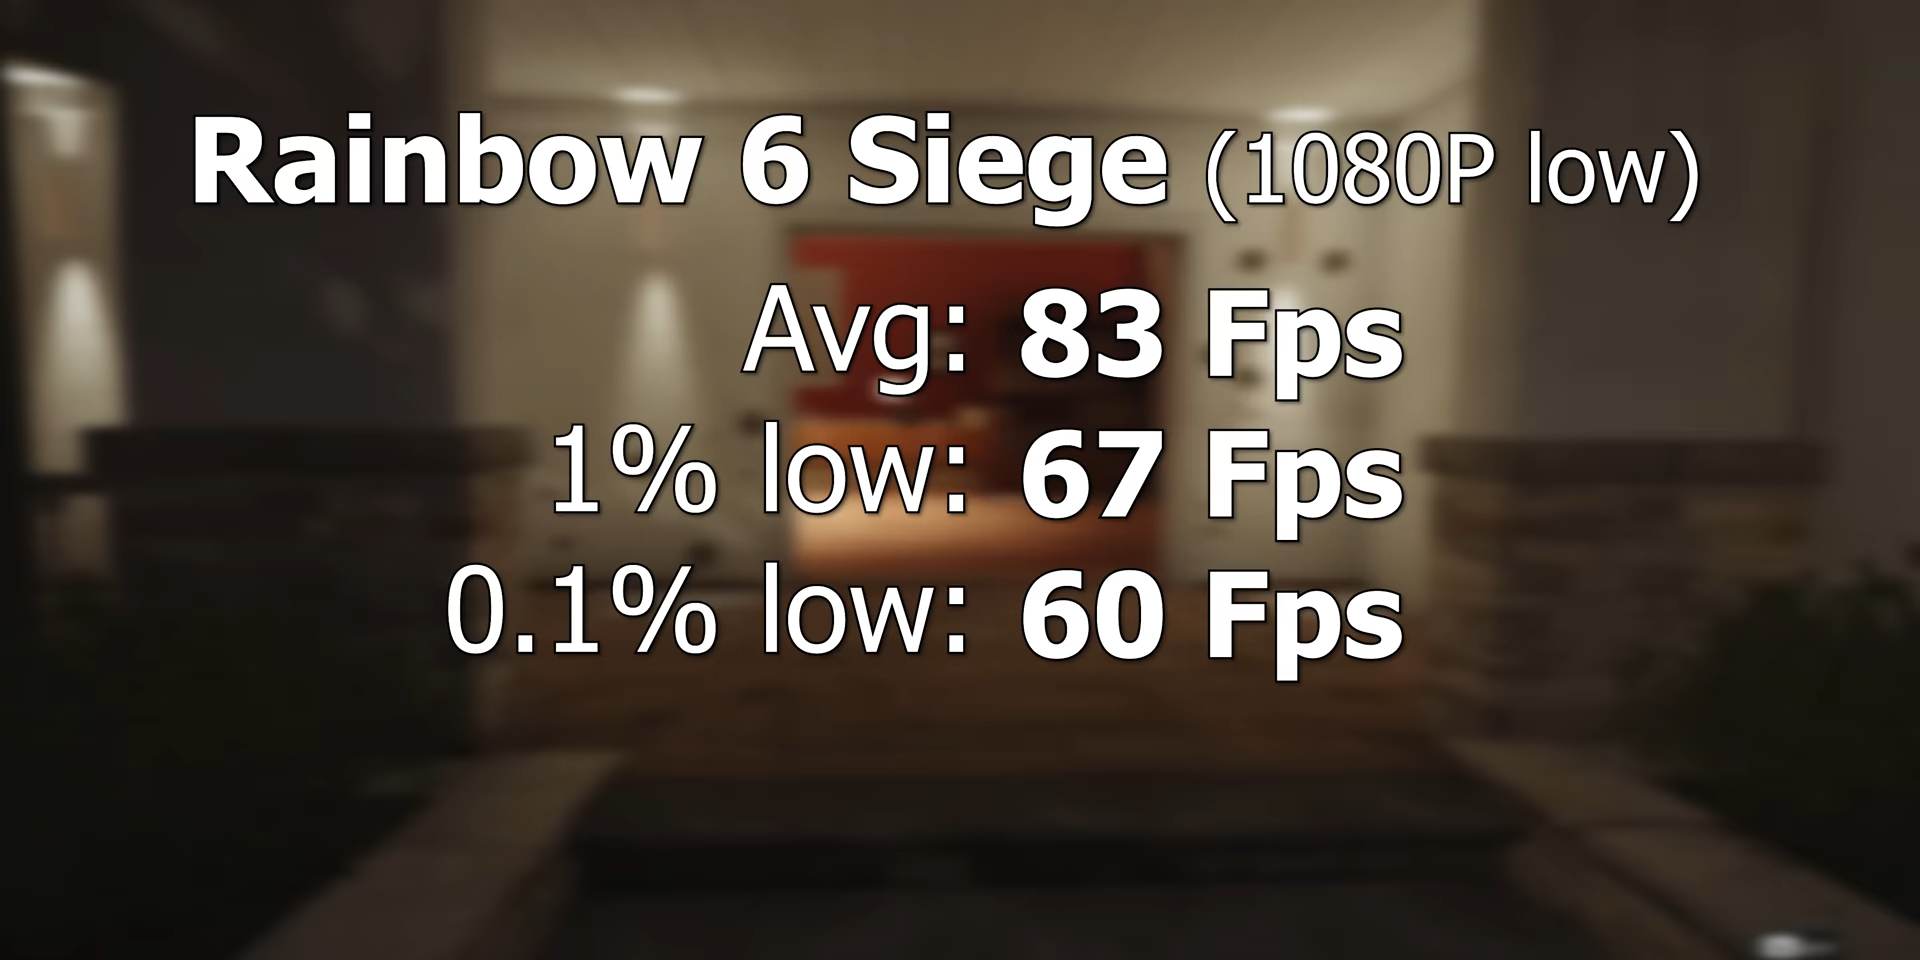 Rainbow 6 Siege (1080P low)
Avg: 83 Fps
1% low: 67 Fps
0.1% low: 60 Fps